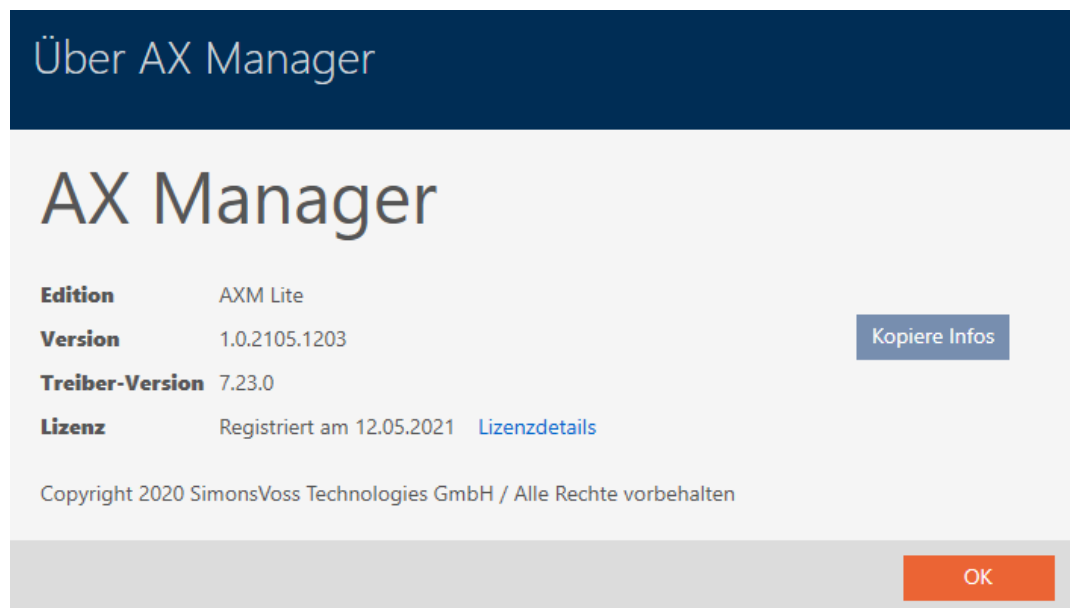 Über AX Manager
AX Manager
Edition AXM Lite
Version 1.0.2105.1203
Kopiere Infos
Treiber-Version 7.23.0
Lizenz Registriert am 12.05.2021 Lizenzdetails
Copyright 2020 SimonsVoss Technologies GmbH / Alle Rechte vorbehalten
OK